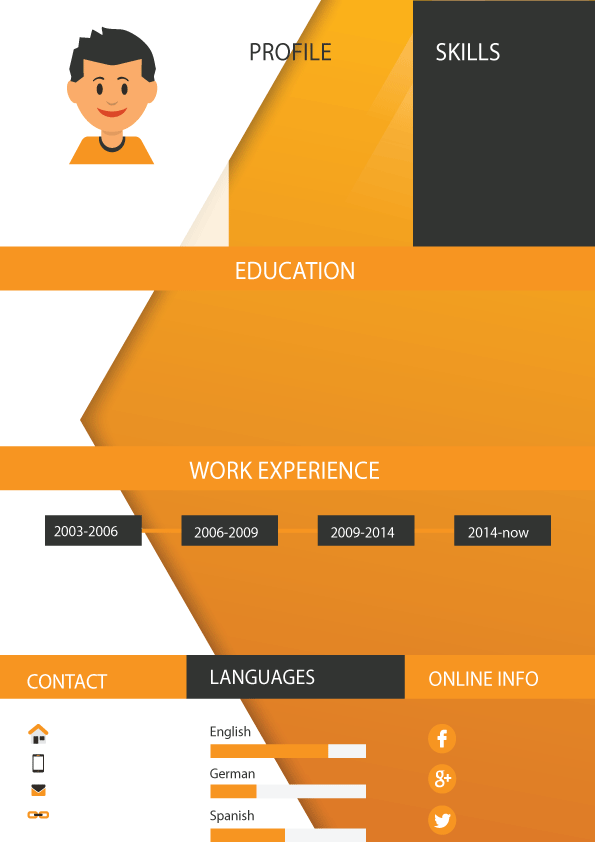 PROFILE
SKILLS
EDUCATION
WORK EXPERIENCE
2003-2006
2006-2009
2009-2014
2014-now
CONTACT
LANGUAGES
ONLINE INFO
English
German
Spanish